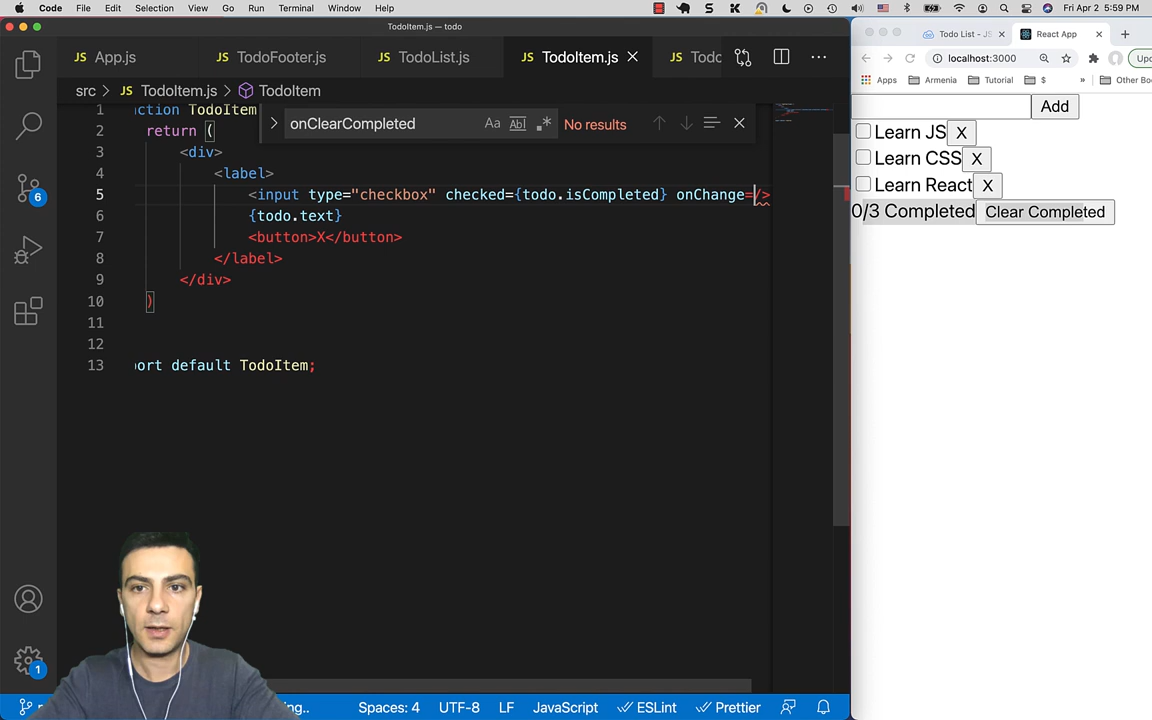 Code File Edit Selection View Go Run Terminal Window Help Fri Apr 2 5:59 PM
TodoItem.js — todo
JS App.js JS TodoFooter.js JS TodoList.js JS TodoItem.js JS Todo
src > JS TodoItem.js > TodoItem
onClearCompleted Aa Ab .* No results
1 ction TodoItem
2 return (
3 <div>
4 <label>
5 <input type="checkbox" checked={todo.isCompleted} onChange=/>
6 {todo.text}
7 <button>X</button>
8 </label>
9 </div>
10 )
11
12
13 ort default TodoItem;
6
1
ng.. Spaces: 4 UTF-8 LF JavaScript ESLint Prettier
Todo List - JS React App
localhost:3000 Upd
Apps Armenia Tutorial $ » Other Bo
Add
Learn JS X
Learn CSS X
Learn React X
0/3 Completed Clear Completed